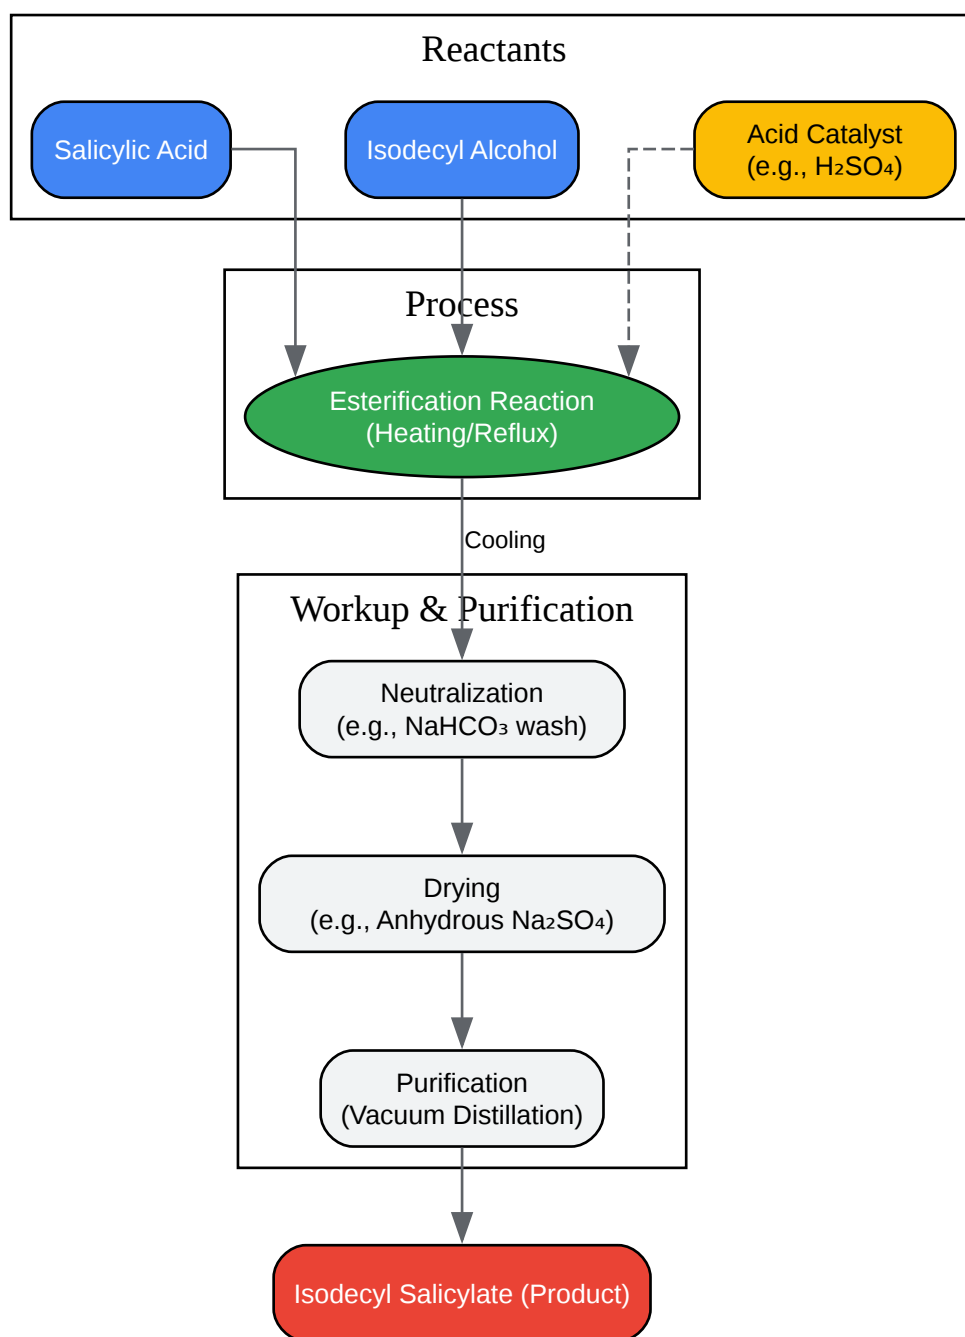 Reactants
Salicylic Acid
Isodecyl Alcohol
Acid Catalyst
(e.g., H₂SO₄)
Process
Esterification Reaction
(Heating/Reflux)
Cooling
Workup & Purification
Neutralization
(e.g., NaHCO₃ wash)
Drying
(e.g., Anhydrous Na₂SO₄)
Purification
(Vacuum Distillation)
Isodecyl Salicylate (Product)